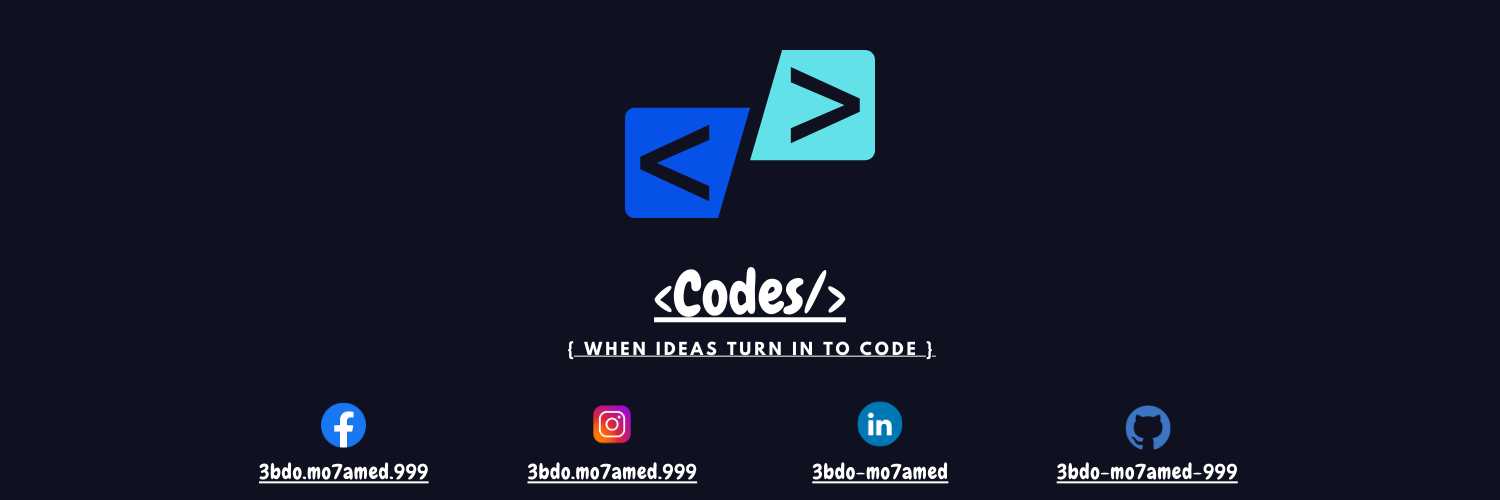 < >
<Codes/>
{ WHEN IDEAS TURN IN TO CODE }
3bdo.mo7amed.999
3bdo.mo7amed.999
3bdo-mo7amed
3bdo-mo7amed-999